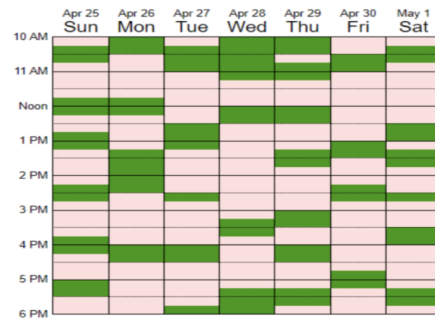 Apr 25 Apr 26 Apr 27 Apr 28 Apr 29 Apr 30 May 1
Sun Mon Tue Wed Thu Fri Sat
10 AM
11 AM
Noon
1 PM
2 PM
3 PM
4 PM
5 PM
6 PM